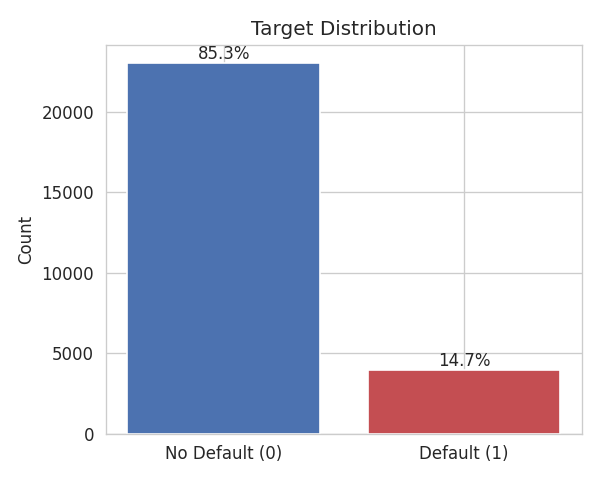 Target Distribution
85.3%
20000
15000
Count
10000
5000
14.7%
0
No Default (0)
Default (1)